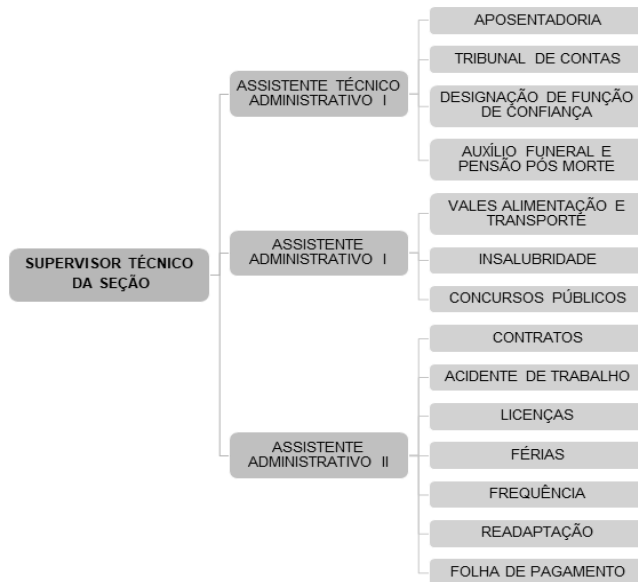 SUPERVISOR TÉCNICO
DA SEÇÃO
ASSISTENTE TÉCNICO
ADMINISTRATIVO I
APOSENTADORIA
TRIBUNAL DE CONTAS
DESIGNAÇÃO DE FUNÇÃO
DE CONFIANÇA
AUXÍLIO FUNERAL E
PENSÃO PÓS MORTE
ASSISTENTE
ADMINISTRATIVO I
VALES ALIMENTAÇÃO E
TRANSPORTE
INSALUBRIDADE
CONCURSOS PÚBLICOS
ASSISTENTE
ADMINISTRATIVO II
CONTRATOS
ACIDENTE DE TRABALHO
LICENÇAS
FÉRIAS
FREQUÊNCIA
READAPTAÇÃO
FOLHA DE PAGAMENTO